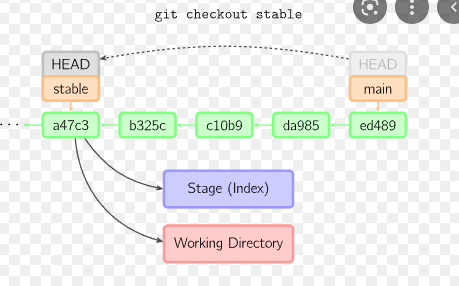 git checkout stable
HEAD HEAD
stable main
... a47c3 b325c c10b9 da985 ed489
Stage (Index)
Working Directory